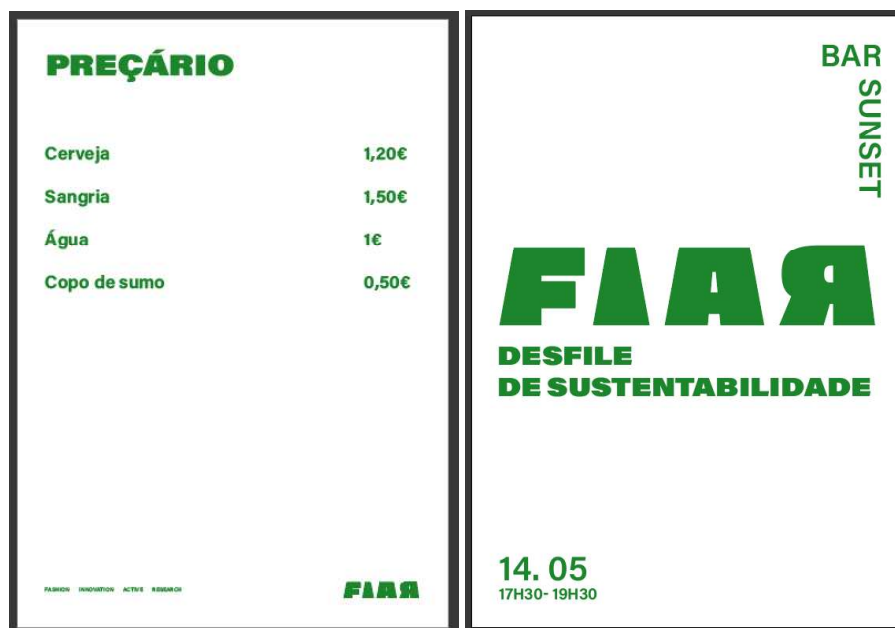 PREÇÁRIO
Cerveja 1,20€
Sangria 1,50€
Água 1€
Copo de sumo 0,50€
FASHION INNOVATION ACTIVE RESEARCH
FIAR
BAR
SUNSET
FIAR
DESFILE
DE SUSTENTABILIDADE
14. 05
17H30- 19H30